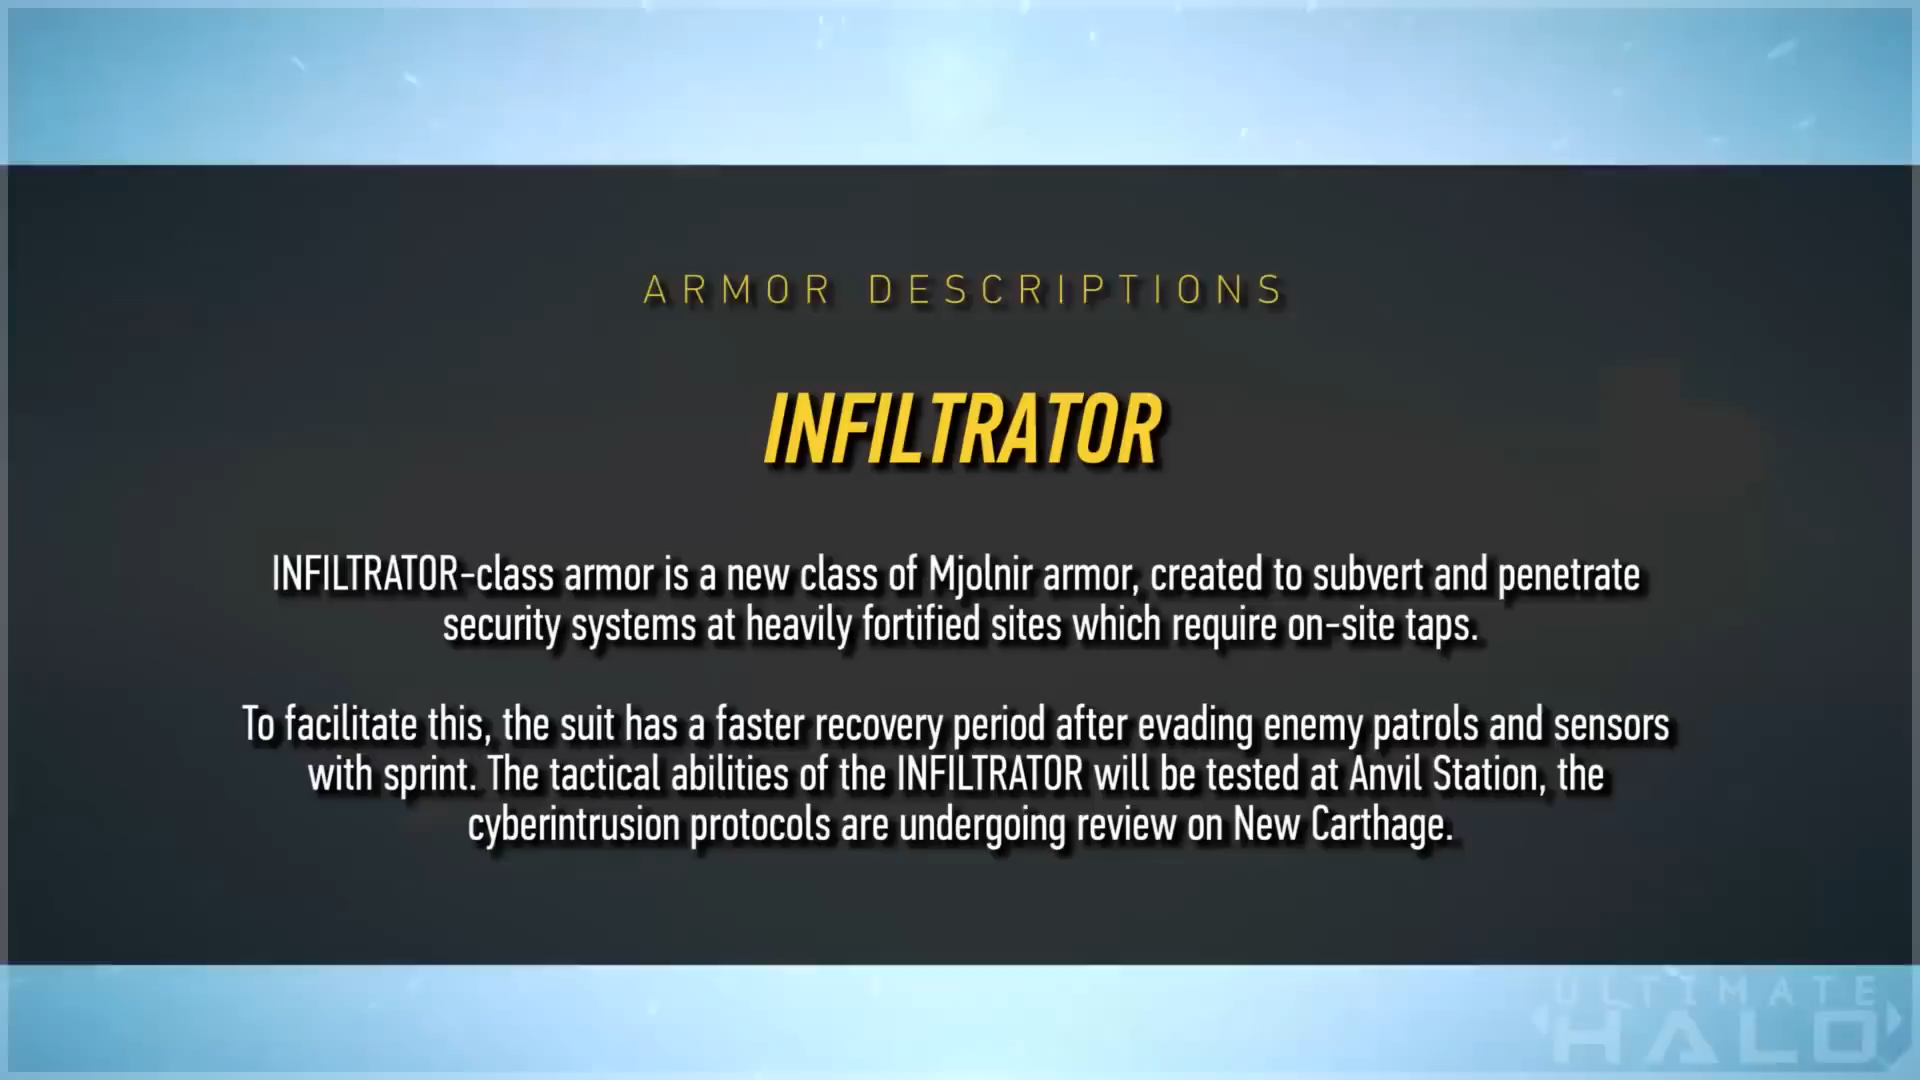 ARMOR DESCRIPTIONS
INFILTRATOR
INFILTRATOR-class armor is a new class of Mjolnir armor, created to subvert and penetrate
security systems at heavily fortified sites which require on-site taps.
To facilitate this, the suit has a faster recovery period after evading enemy patrols and sensors
with sprint. The tactical abilities of the INFILTRATOR will be tested at Anvil Station, the
cyberintrusion protocols are undergoing review on New Carthage.
ULTIMATE
HALO